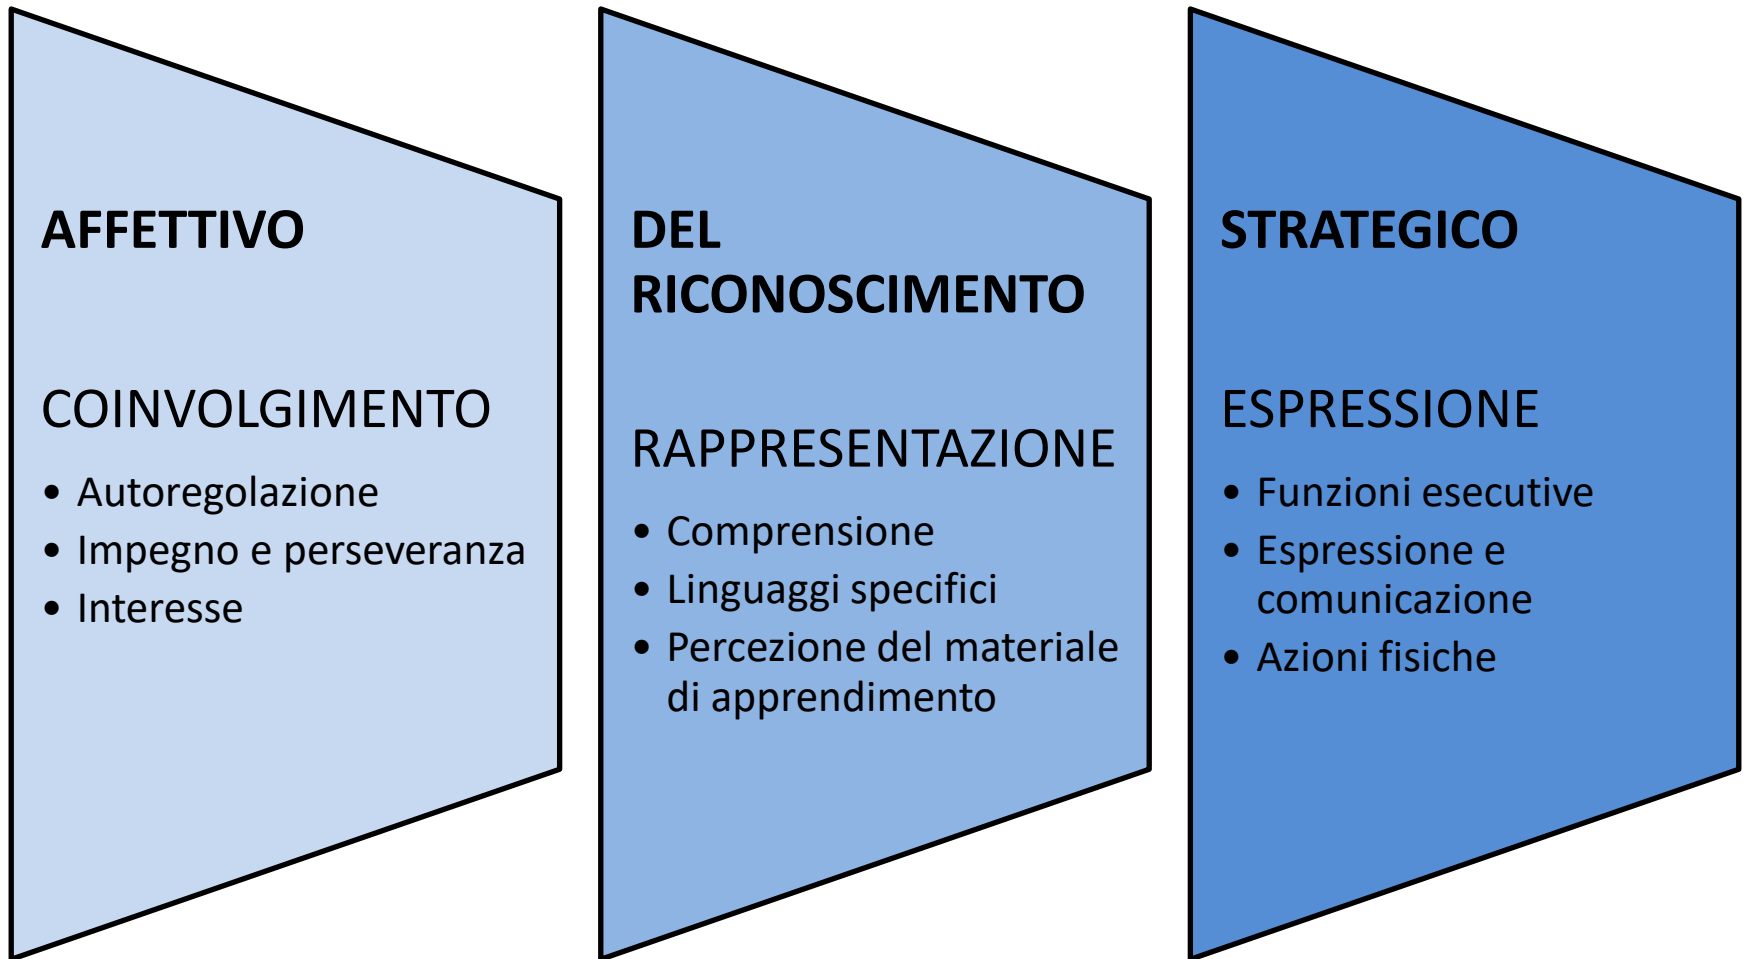 AFFETTIVO
COINVOLGIMENTO
• Autoregolazione
• Impegno e perseveranza
• Interesse
DEL
RICONOSCIMENTO
RAPPRESENTAZIONE
• Comprensione
• Linguaggi specifici
• Percezione del materiale
di apprendimento
STRATEGICO
ESPRESSIONE
• Funzioni esecutive
• Espressione e
comunicazione
• Azioni fisiche